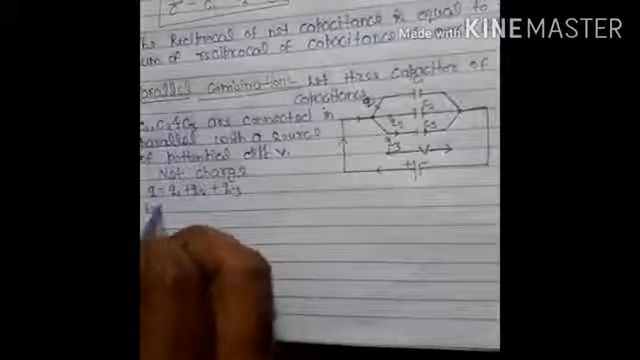 Made with KINEMASTER
The Reciprocal of net capacitance is equal to
sum of reciprocal of capacitance
Parallel Combination - Let three capacitor of
capacitances
C₁, C₂ & C₃ are connected in
parallel with a source
of potential diff V.
Net charge
q = q₁ + q₂ + q₃